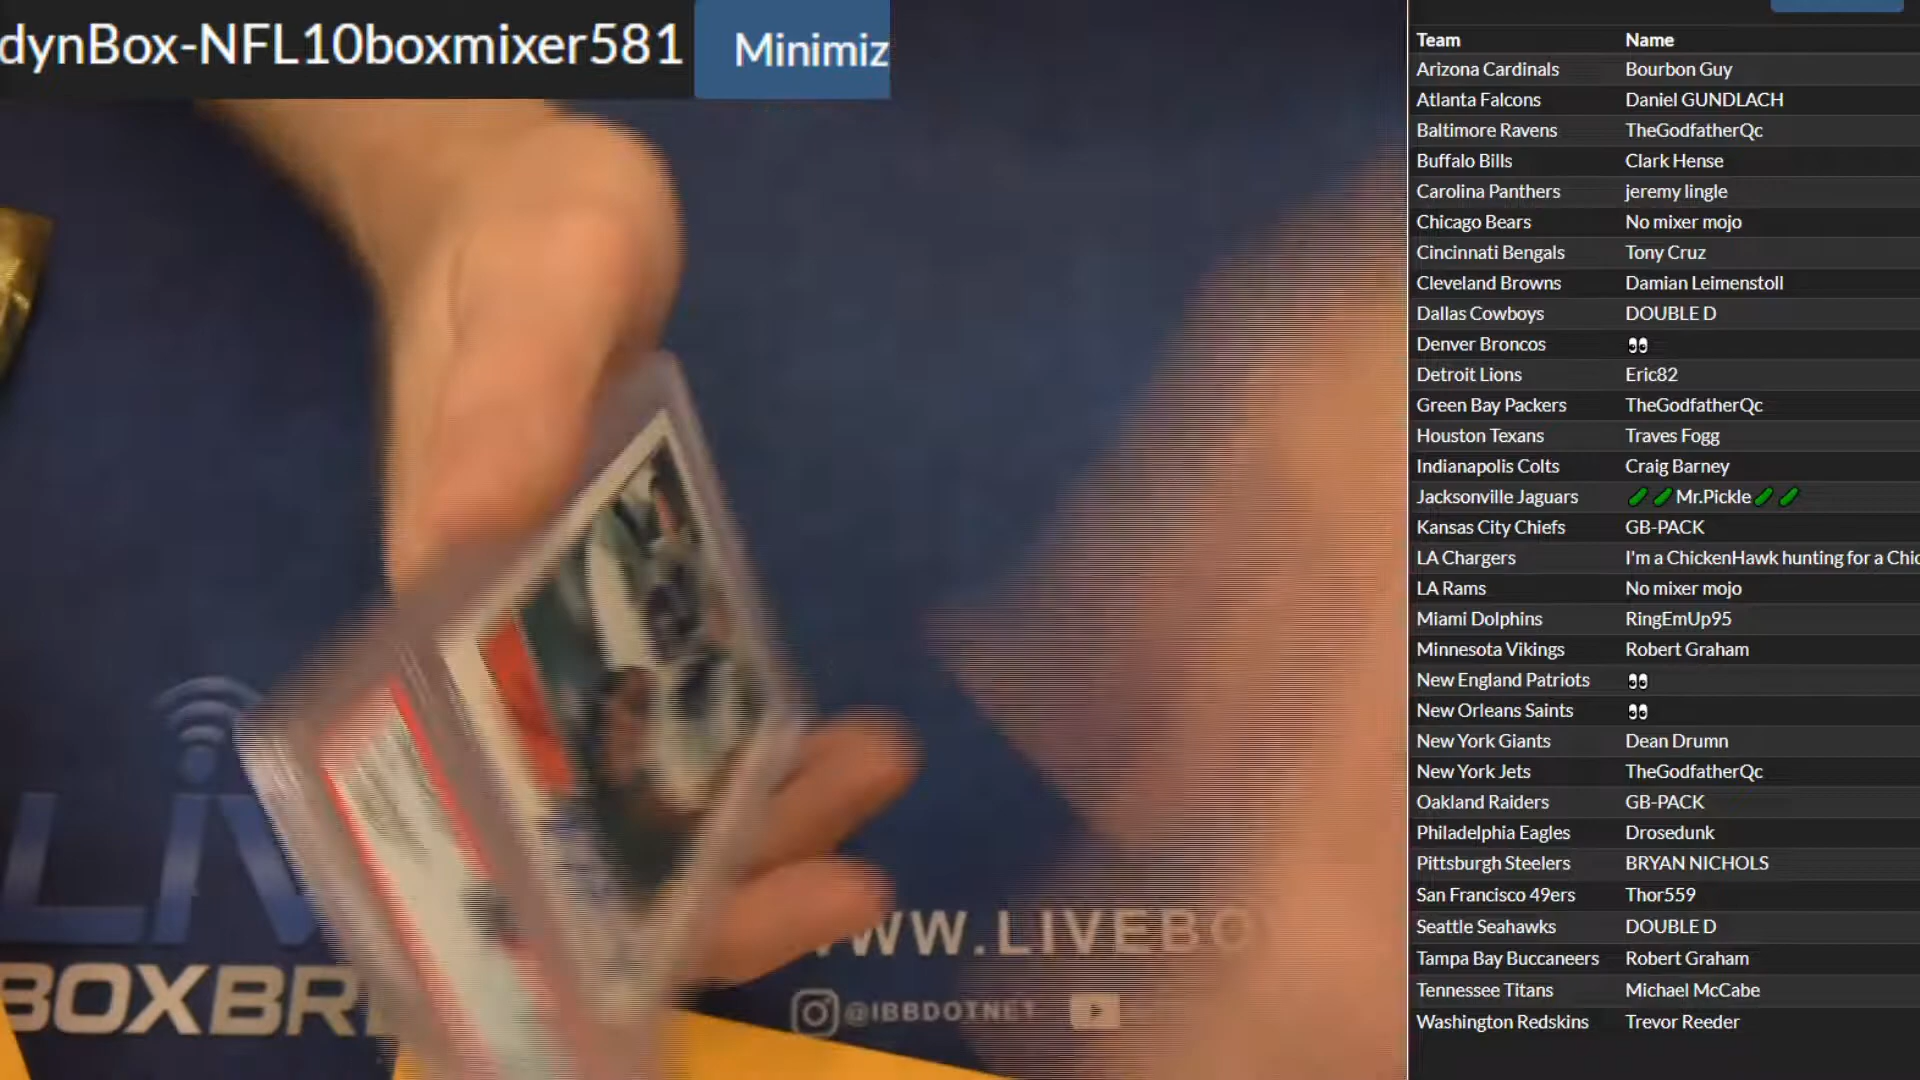 dynBox-NFL10boxmixer581
Minimiz
Team Name
Arizona Cardinals Bourbon Guy
Atlanta Falcons Daniel GUNDLACH
Baltimore Ravens TheGodfatherQc
Buffalo Bills Clark Hense
Carolina Panthers jeremy lingle
Chicago Bears No mixer mojo
Cincinnati Bengals Tony Cruz
Cleveland Browns Damian Leimenstoll
Dallas Cowboys DOUBLE D
Denver Broncos 👀
Detroit Lions Eric82
Green Bay Packers TheGodfatherQc
Houston Texans Traves Fogg
Indianapolis Colts Craig Barney
Jacksonville Jaguars 🥒🥒Mr.Pickle🥒🥒
Kansas City Chiefs GB-PACK
LA Chargers I'm a ChickenHawk hunting for a Chic
LA Rams No mixer mojo
Miami Dolphins RingEmUp95
Minnesota Vikings Robert Graham
New England Patriots 👀
New Orleans Saints 👀
New York Giants Dean Drumn
New York Jets TheGodfatherQc
Oakland Raiders GB-PACK
Philadelphia Eagles Drosedunk
Pittsburgh Steelers BRYAN NICHOLS
San Francisco 49ers Thor559
Seattle Seahawks DOUBLE D
Tampa Bay Buccaneers Robert Graham
Tennessee Titans Michael McCabe
Washington Redskins Trevor Reeder
LIV
BOXBR
WWW.LIVEBO
@IBBDOTNET